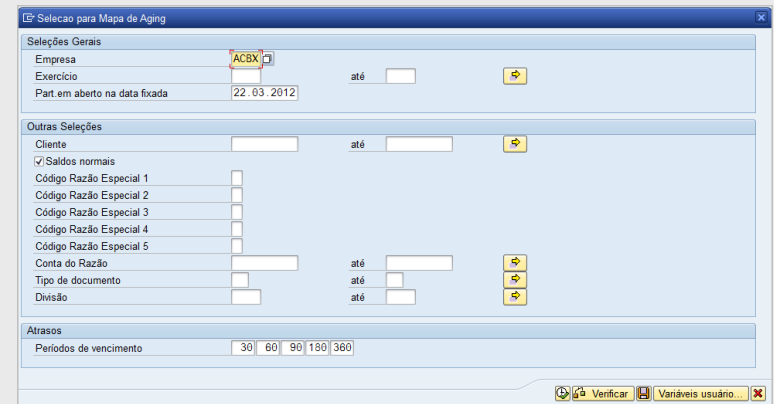 Selecao para Mapa de Aging
Seleções Gerais
Empresa ACBX
Exercício até
Part.em aberto na data fixada 22.03.2012
Outras Seleções
Cliente até
Saldos normais
Código Razão Especial 1
Código Razão Especial 2
Código Razão Especial 3
Código Razão Especial 4
Código Razão Especial 5
Conta do Razão até
Tipo de documento até
Divisão até
Atrasos
Períodos de vencimento 30 60 90 180 360
Verificar Variáveis usuário...